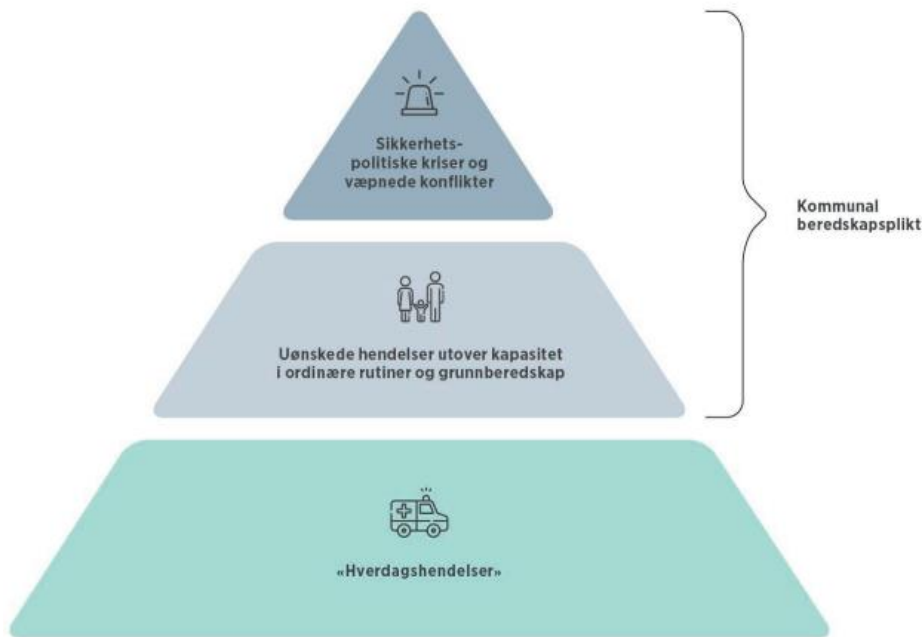 Sikkerhets-
politiske kriser og
væpnede konflikter
Kommunal
beredskapsplikt
Uønskede hendelser utover kapasitet
i ordinære rutiner og grunnberedskap
«Hverdagshendelser»